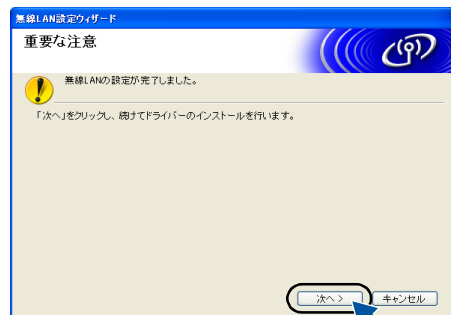 無線LAN設定ウィザード
重要な注意
無線LANの設定が完了しました。
「次へ」をクリックし、続けてドライバーのインストールを行います。
次へ >
キャンセル